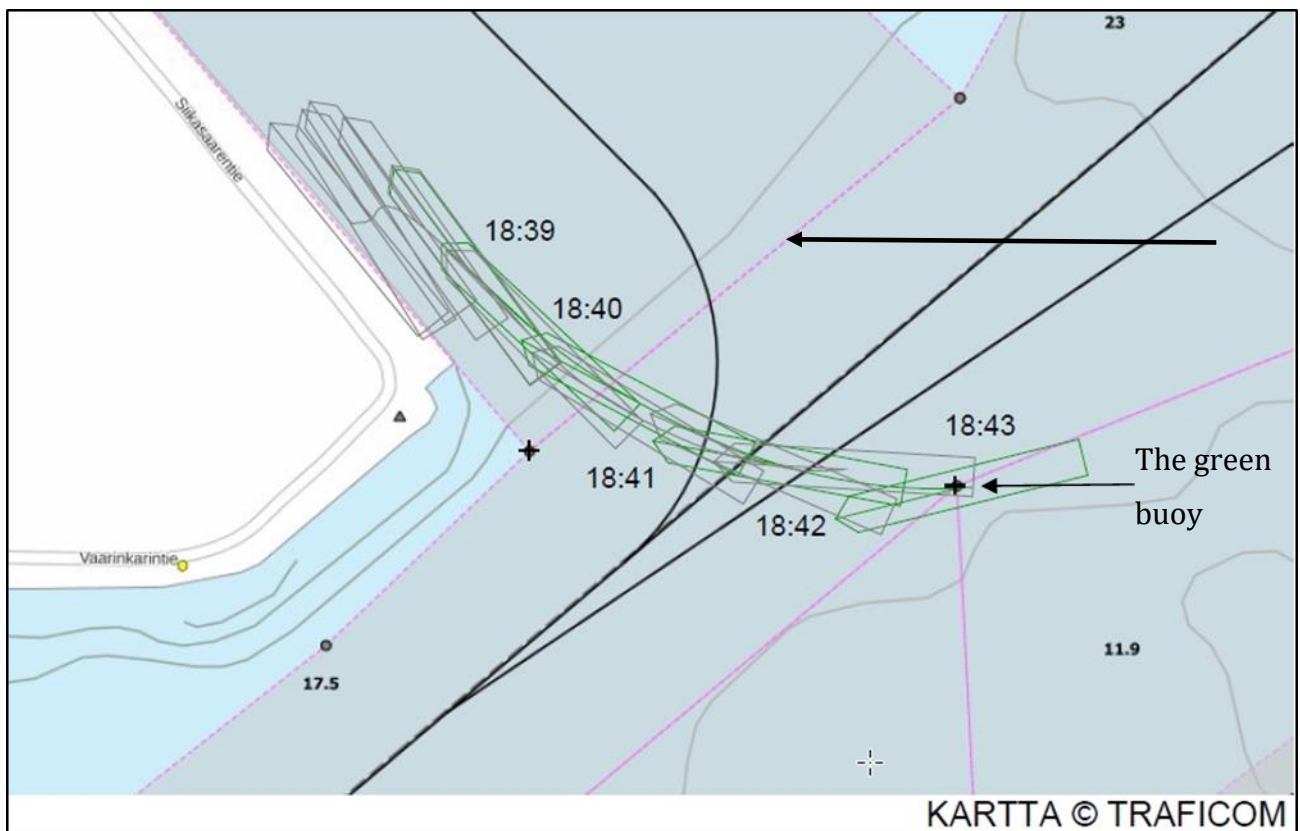 23
Siikasaarentie
18:39
18:40
18:43
The green
buoy
18:41
18:42
Vaarinkarintie
11.9
17.5
KARTTA © TRAFICOM